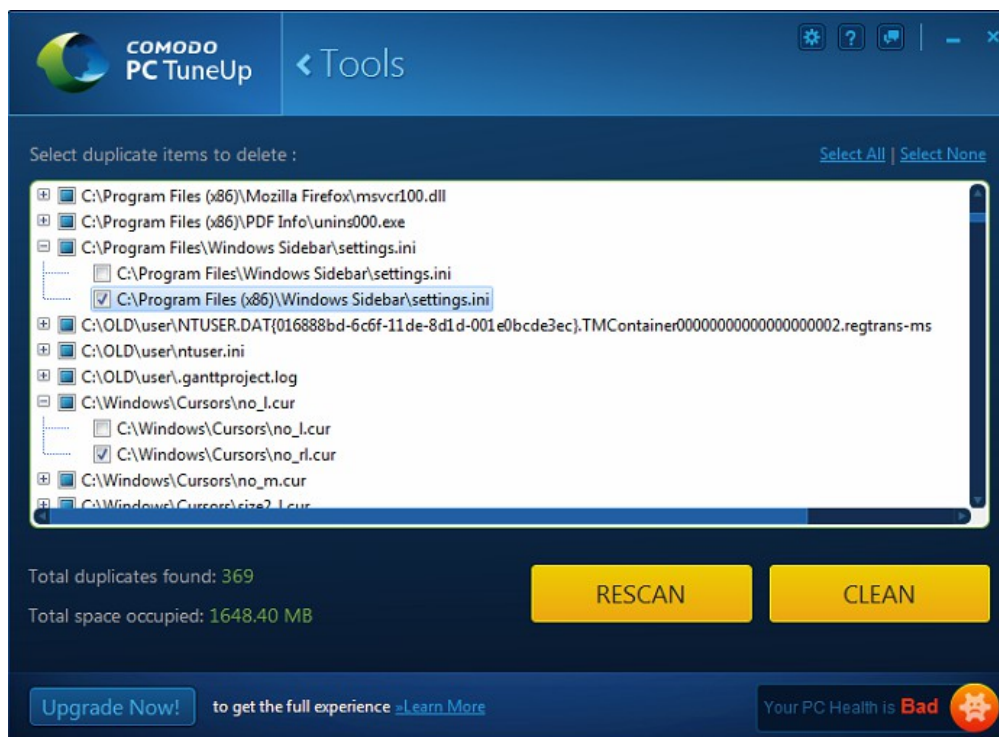 COMODO
PC TuneUp
Tools
Select duplicate items to delete :
Select All | Select None
C:\Program Files (x86)\Mozilla Firefox\msvcr100.dll
C:\Program Files (x86)\PDF Info\unins000.exe
C:\Program Files\Windows Sidebar\settings.ini
C:\Program Files\Windows Sidebar\settings.ini
C:\Program Files (x86)\Windows Sidebar\settings.ini
C:\OLD\user\NTUSER.DAT{016888bd-6c6f-11de-8d1d-001e0bcde3ec}.TMContainer00000000000000000002.regtrans-ms
C:\OLD\user\ntuser.ini
C:\OLD\user\.ganttproject.log
C:\Windows\Cursors\no_l.cur
C:\Windows\Cursors\no_l.cur
C:\Windows\Cursors\no_rl.cur
C:\Windows\Cursors\no_m.cur
C:\Windows\Cursors\size2_l.cur
Total duplicates found: 369
Total space occupied: 1648.40 MB
RESCAN
CLEAN
Upgrade Now!
to get the full experience »Learn More
Your PC Health is Bad